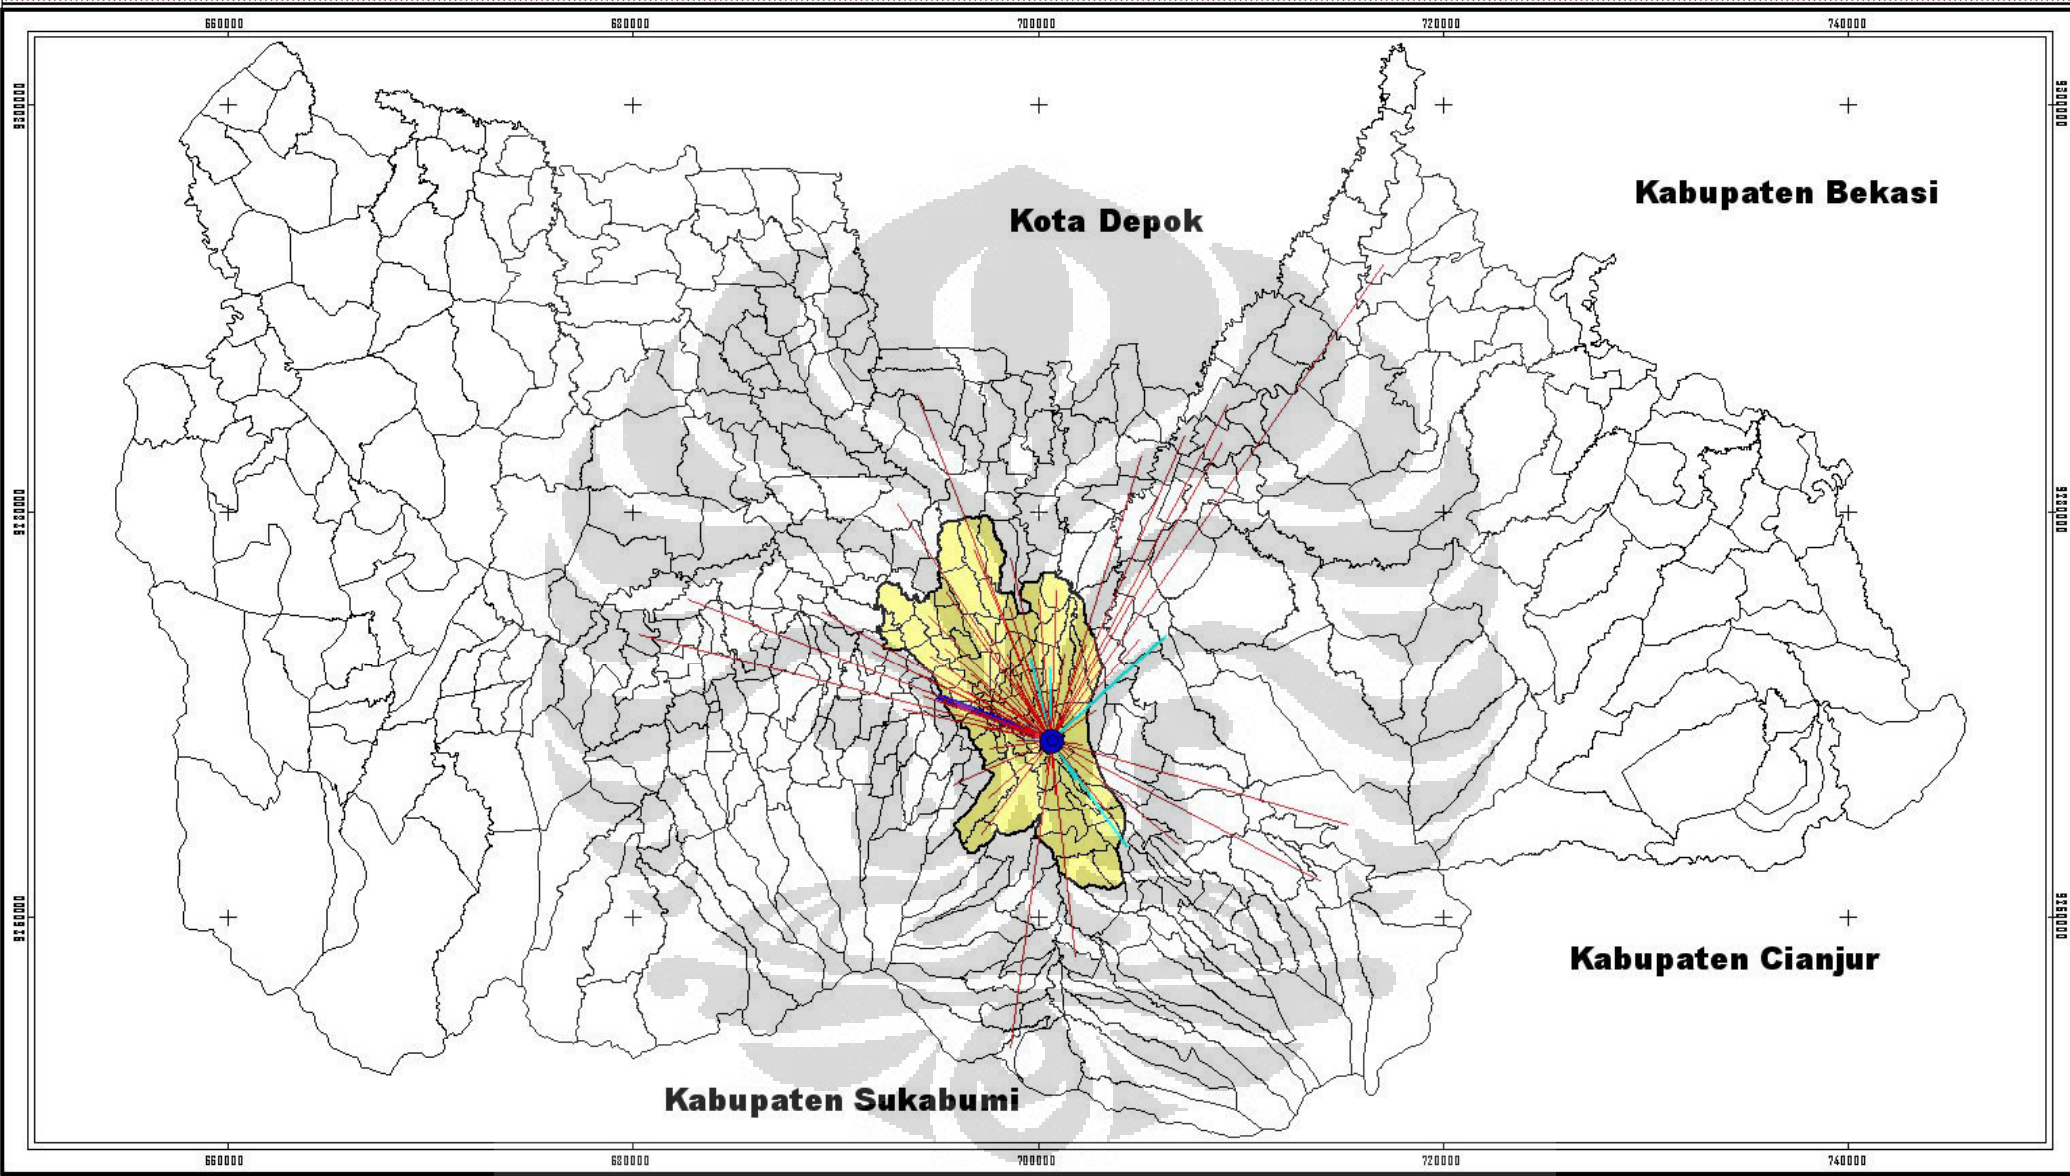 660000 680000 700000 720000 740000
Kabupaten Bekasi
Kota Depok
Kabupaten Cianjur
Kabupaten Sukabumi
660000 680000 700000 720000 740000